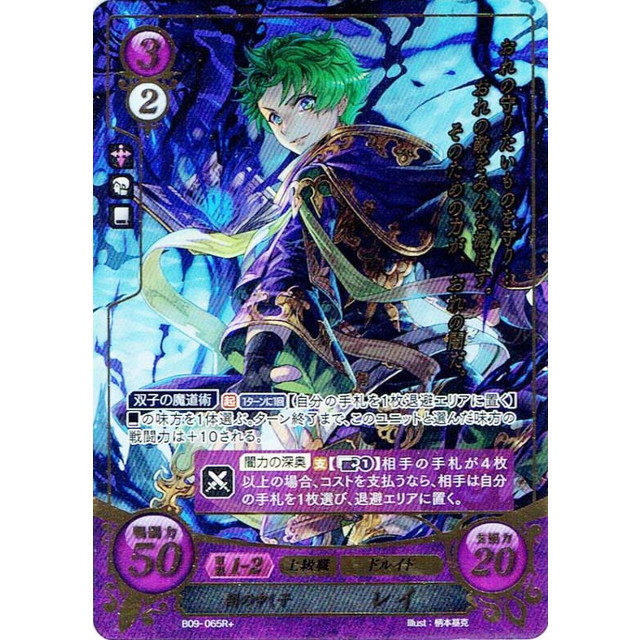 3
2
おれの守りたいものを守り、
おれの敵をみんな滅ぼす。
そのための力が、おれの闇だ。
双子の魔道術 起 1ターンに1回【自分の手札を1枚退避エリアに置く】
の味方を1体選ぶ。ターン終了まで、このユニットと選んだ味方の
戦闘力は+10される。
闇力の深奥 支【1】相手の手札が4枚
以上の場合、コストを支払うなら、相手は自分
の手札を1枚選び、退避エリアに置く。
戦闘力
50
射程 1-2
上級職
ドルイド
支援力
20
闇の申し子
レイ
B09-065R+
Illust：柄本基克